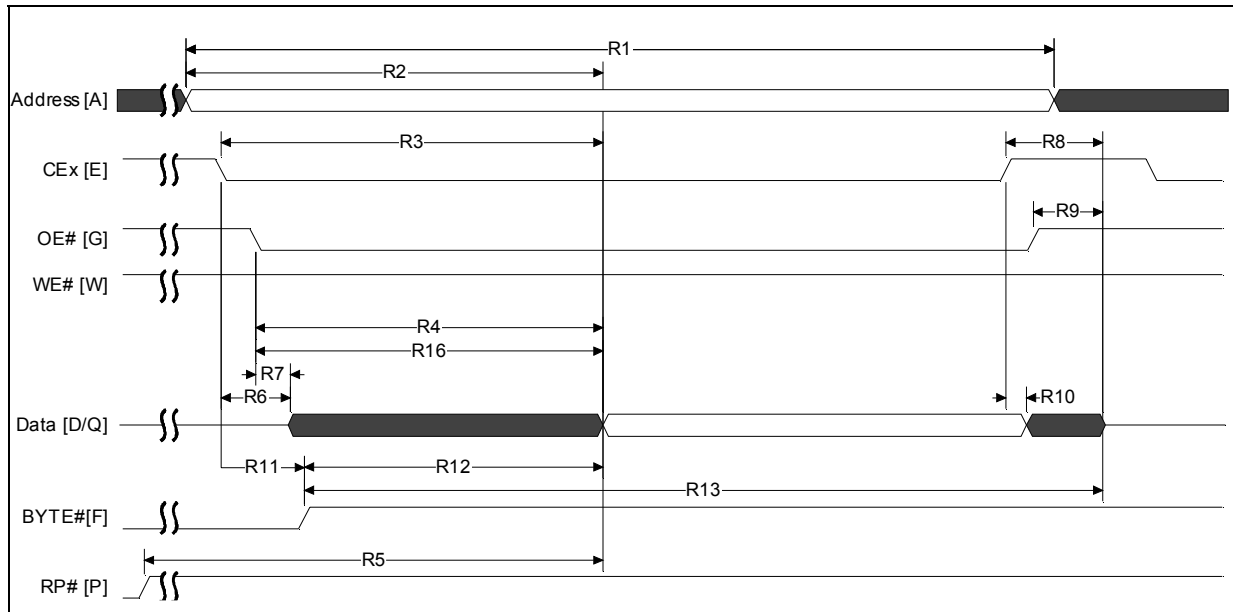 R1
R2
Address [A]
R3
R8
CEx [E]
R9
OE# [G]
WE# [W]
R4
R16
R7
R6
R10
Data [D/Q]
R11
R12
R13
BYTE#[F]
R5
RP# [P]